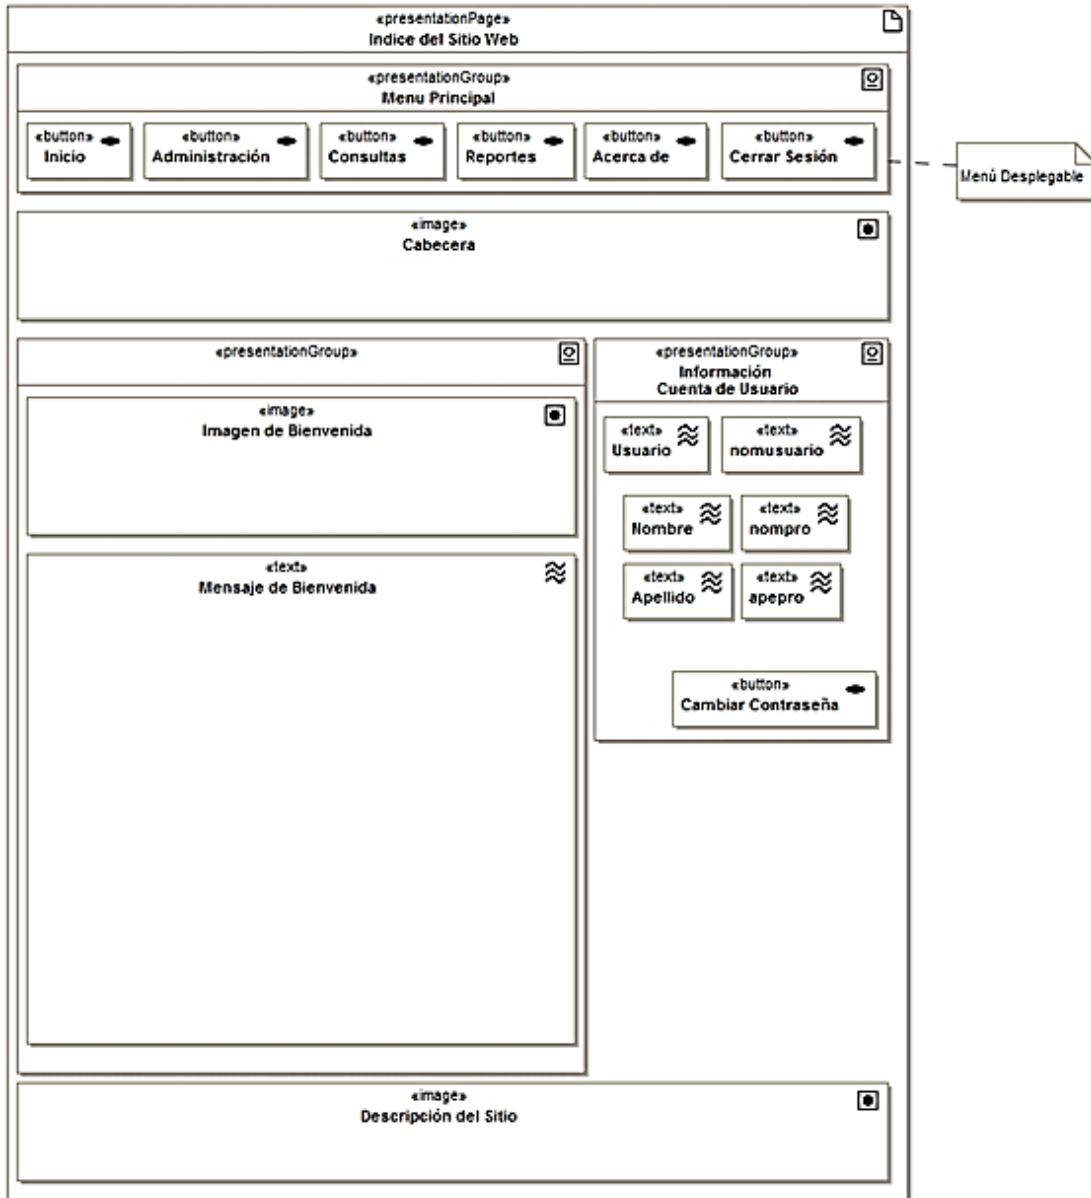 «presentationPage»
Indice del Sitio Web
«presentationGroup»
Menu Principal
«button»
Inicio
«button»
Administración
«button»
Consultas
«button»
Reportes
«button»
Acerca de
«button»
Cerrar Sesión
Menú Desplegable
«image»
Cabecera
«presentationGroup»
«image»
Imagen de Bienvenida
«text»
Mensaje de Bienvenida
«presentationGroup»
Información
Cuenta de Usuario
«text»
Usuario
«text»
nomusuario
«text»
Nombre
«text»
nompro
«text»
Apellido
«text»
apepro
«button»
Cambiar Contraseña
«image»
Descripción del Sitio